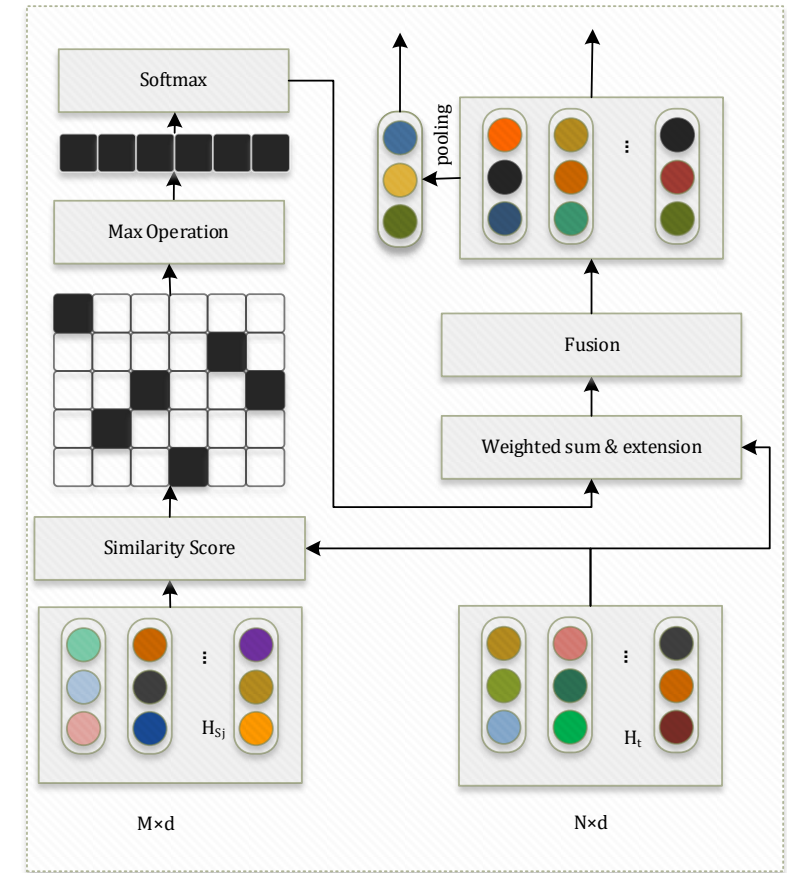 Softmax
pooling
...
Max Operation
Fusion
Weighted sum & extension
Similarity Score
...
H_Sj
...
H_t
M×d
N×d